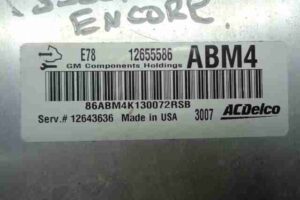 ENCORE
E78 12655586 ABM4
GM Components Holdings
86ABM4K130072RSB
Serv.# 12643636 Made in USA 3007 ACDelco